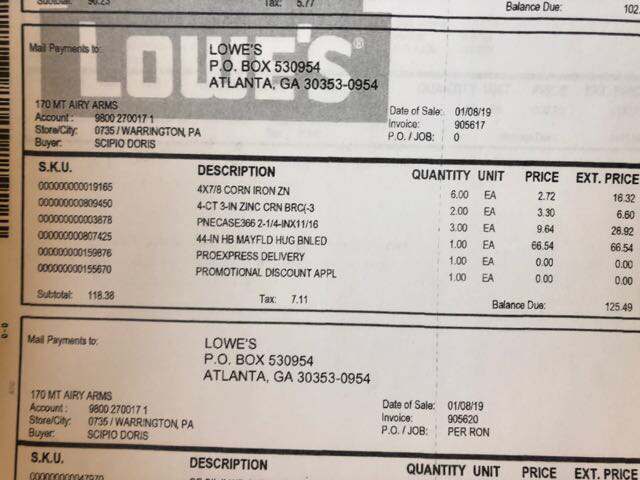 Subtotal: 96.23 Tax: 5.77 Balance Due: 102.
LOWE'S®
Mail Payments to: LOWE'S
P.O. BOX 530954
ATLANTA, GA 30353-0954
170 MT AIRY ARMS
Account : 9800 270017 1
Store/City: 0735 / WARRINGTON, PA
Buyer: SCIPIO DORIS
Date of Sale: 01/08/19
Invoice: 905617
P.O. / JOB: 0
S.K.U. DESCRIPTION QUANTITY UNIT PRICE EXT. PRICE
000000000019165 4X7/8 CORN IRON ZN 6.00 EA 2.72 16.32
000000000809450 4-CT 3-IN ZINC CRN BRC(-3 2.00 EA 3.30 6.60
000000000003878 PNECASE366 2-1/4-INX11/16 3.00 EA 9.64 28.92
000000000807425 44-IN HB MAYFLD HUG BNLED 1.00 EA 66.54 66.54
000000000159876 PROEXPRESS DELIVERY 1.00 EA 0.00 0.00
000000000155670 PROMOTIONAL DISCOUNT APPL 1.00 EA 0.00 0.00
Subtotal: 118.38 Tax: 7.11 Balance Due: 125.49
Mail Payments to: LOWE'S
P.O. BOX 530954
ATLANTA, GA 30353-0954
170 MT AIRY ARMS
Account : 9800 270017 1
Store/City: 0735 / WARRINGTON, PA
Buyer: SCIPIO DORIS
Date of Sale: 01/08/19
Invoice: 905620
P.O. / JOB: PER RON
S.K.U. DESCRIPTION QUANTITY UNIT PRICE EXT. PRICE